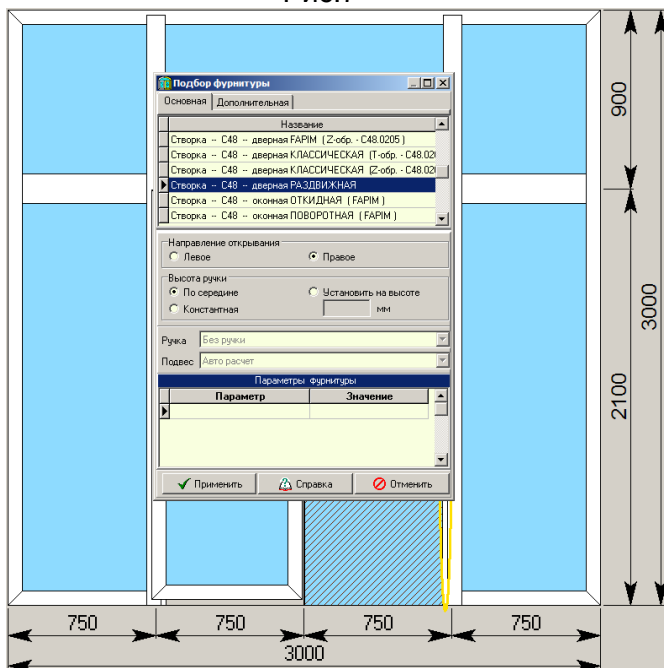 Подбор фурнитуры
Основная
Дополнительная
Название
Створка -- С48 -- дверная FAPIM ( Z-обр. - C48.0205 )
Створка -- С48 -- дверная КЛАССИЧЕСКАЯ (Т-обр. - С48.02
Створка -- С48 -- дверная КЛАССИЧЕСКАЯ (Z-обр. - С48.02
Створка -- С48 -- дверная РАЗДВИЖНАЯ
Створка -- С48 -- оконная ОТКИДНАЯ ( FAPIM )
Створка -- С48 -- оконная ПОВОРОТНАЯ ( FAPIM )
Направление открывания
Левое
Правое
Высота ручки
По середине
Установить на высоте
Константная
мм
Ручка
Без ручки
Подвес
Авто расчет
Параметры фурнитуры
Параметр
Значение
Применить
Справка
Отменить
900
3000
2100
750
750
750
750
3000